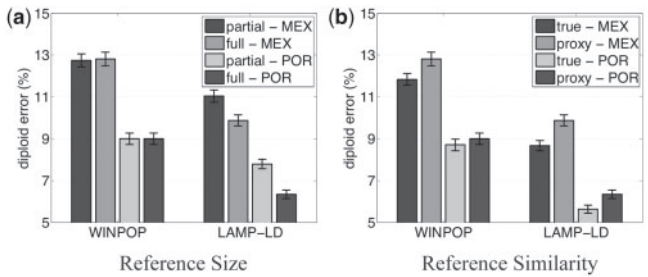 (a)
partial – MEX
full – MEX
partial – POR
full – POR
15
13
11
9
7
5
diploid error (%)
WINPOP
LAMP–LD
Reference Size
(b)
true – MEX
proxy – MEX
true – POR
proxy – POR
15
13
11
9
7
5
diploid error (%)
WINPOP
LAMP–LD
Reference Similarity